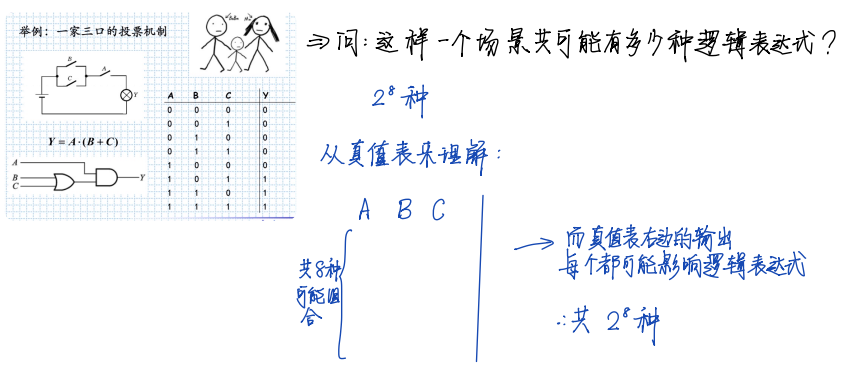 举例：一家三口的投票机制
B
C
A
Y
Y = A·(B + C)
A
B
C
Y
A B C Y
0 0 0 0
0 0 1 0
0 1 0 0
0 1 1 0
1 0 0 0
1 0 1 1
1 1 0 1
1 1 1 1
⇒问：这样一个场景共可能有多少种逻辑表达式？
2⁸种
从真值表来理解：
A B C
共8种
可能组
合
→ 而真值表右边的输出
每个都可能影响逻辑表达式
∴共 2⁸种